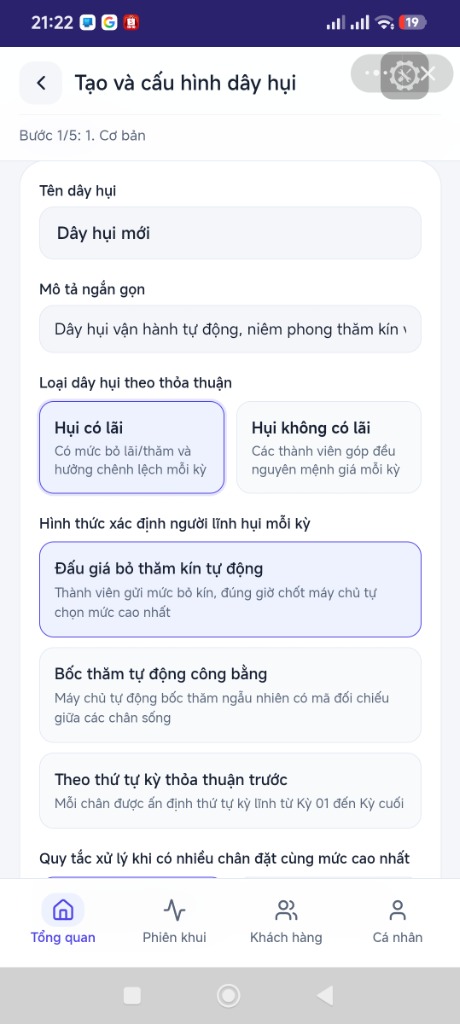 21:22
19
Tạo và cấu hình dây hụi
Bước 1/5: 1. Cơ bản
Tên dây hụi
Dây hụi mới
Mô tả ngắn gọn
Dây hụi vận hành tự động, niêm phong thăm kín
Loại dây hụi theo thỏa thuận
Hụi có lãi
Có mức bỏ lãi/thăm và
hưởng chênh lệch mỗi kỳ
Hụi không có lãi
Các thành viên góp đều
nguyên mệnh giá mỗi kỳ
Hình thức xác định người lĩnh hụi mỗi kỳ
Đấu giá bỏ thăm kín tự động
Thành viên gửi mức bỏ kín, đúng giờ chốt máy chủ tự
chọn mức cao nhất
Bốc thăm tự động công bằng
Máy chủ tự động bốc thăm ngẫu nhiên có mã đối chiếu
giữa các chân sống
Theo thứ tự kỳ thỏa thuận trước
Mỗi chân được ấn định thứ tự kỳ lĩnh từ Kỳ 01 đến Kỳ cuối
Quy tắc xử lý khi có nhiều chân đặt cùng mức cao nhất
Tổng quan
Phiên khui
Khách hàng
Cá nhân